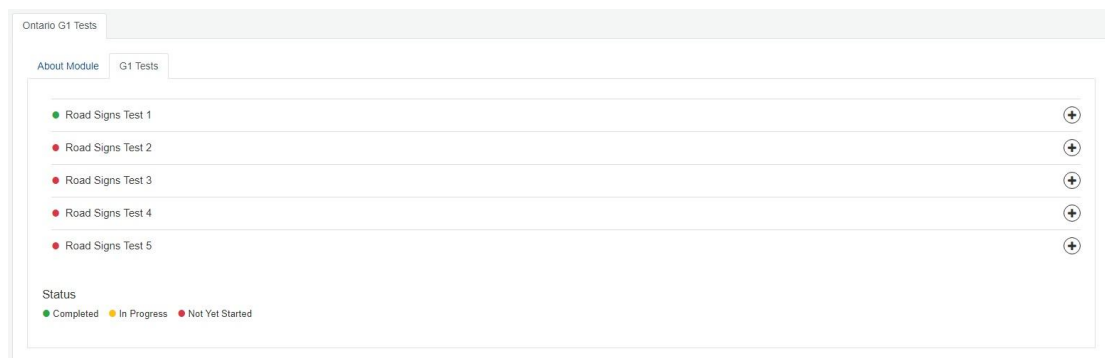 Ontario G1 Tests
About Module G1 Tests
Road Signs Test 1
Road Signs Test 2
Road Signs Test 3
Road Signs Test 4
Road Signs Test 5
Status
Completed In Progress Not Yet Started